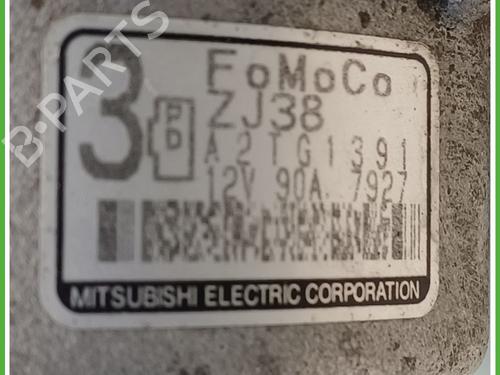 3
FoMoCo
P
D
ZJ38
A2TG1391
12V 90A 7927
MITSUBISHI ELECTRIC CORPORATION
B-PARTS